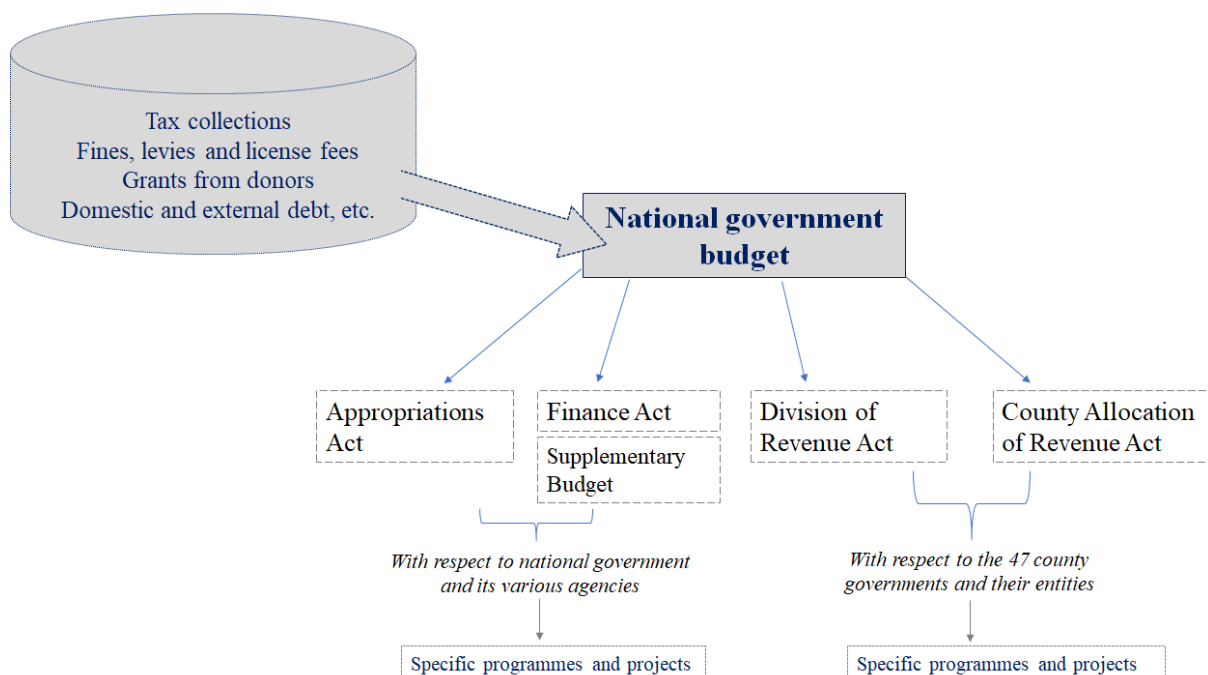 Tax collections
Fines, levies and license fees
Grants from donors
Domestic and external debt, etc.
National government
budget
Appropriations
Act
Finance Act
Supplementary
Budget
Division of
Revenue Act
County Allocation
of Revenue Act
With respect to national government
and its various agencies
With respect to the 47 county
governments and their entities
Specific programmes and projects
Specific programmes and projects